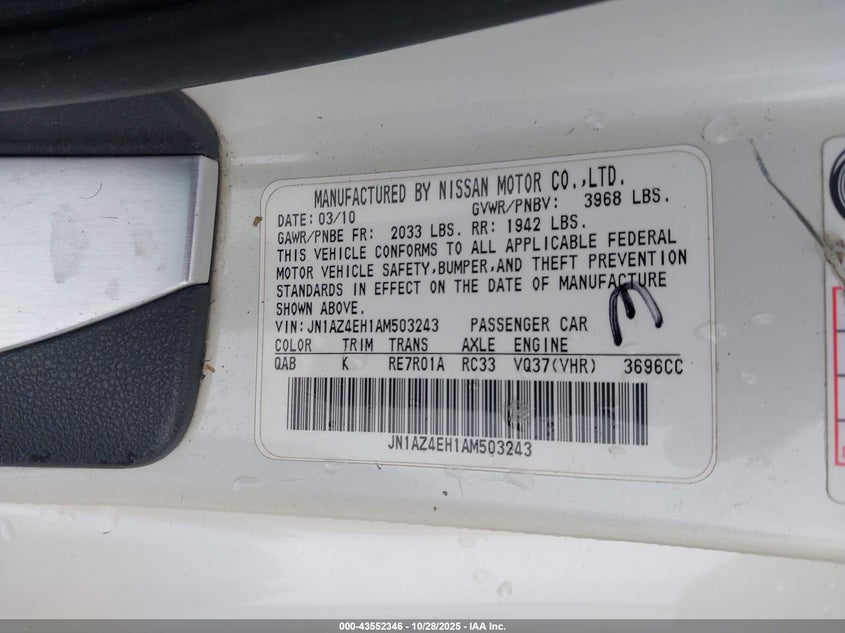 MANUFACTURED BY NISSAN MOTOR CO.,LTD.
DATE: 03/10 GVWR/PNBV: 3968 LBS.
GAWR/PNBE FR: 2033 LBS. RR: 1942 LBS.
THIS VEHICLE CONFORMS TO ALL APPLICABLE FEDERAL
MOTOR VEHICLE SAFETY,BUMPER,AND THEFT PREVENTION
STANDARDS IN EFFECT ON THE DATE OF MANUFACTURE
SHOWN ABOVE.
VIN:JN1AZ4EH1AM503243 PASSENGER CAR
COLOR TRIM TRANS AXLE ENGINE
QAB K RE7R01A RC33 VQ37(VHR) 3696CC
JN1AZ4EH1AM503243
000-43552346 | 10/28/2025 | IAA Inc.